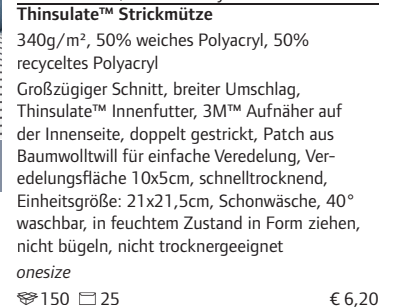 Thinsulate™ Strickmütze
340g/m², 50% weiches Polyacryl, 50%
recyceltes Polyacryl
Großzügiger Schnitt, breiter Umschlag,
Thinsulate™ Innenfutter, 3M™ Aufnäher auf
der Innenseite, doppelt gestrickt, Patch aus
Baumwolltwill für einfache Veredelung, Ver-
edelungsfläche 10x5cm, schnelltrocknend,
Einheitsgröße: 21x21,5cm, Schonwäsche, 40°
waschbar, in feuchtem Zustand in Form ziehen,
nicht bügeln, nicht trocknergeeignet
onesize
150 25 € 6,20